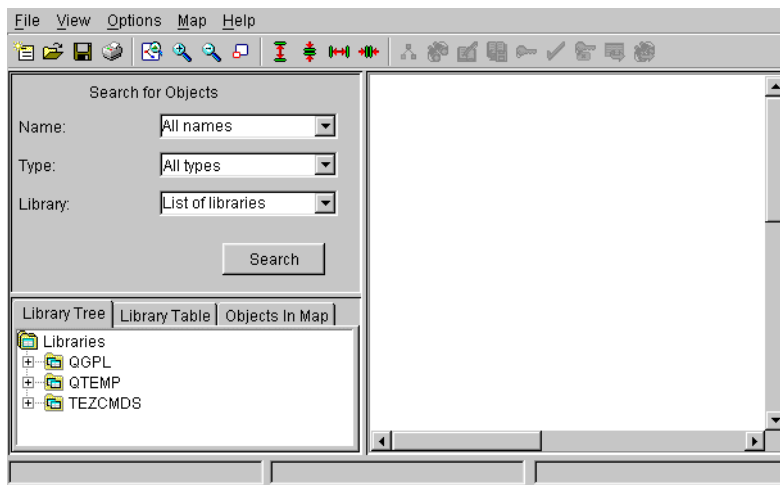 File View Options Map Help
Search for Objects
Name: All names
Type: All types
Library: List of libraries
Search
Library Tree Library Table Objects In Map
Libraries
QGPL
QTEMP
TEZCMDS